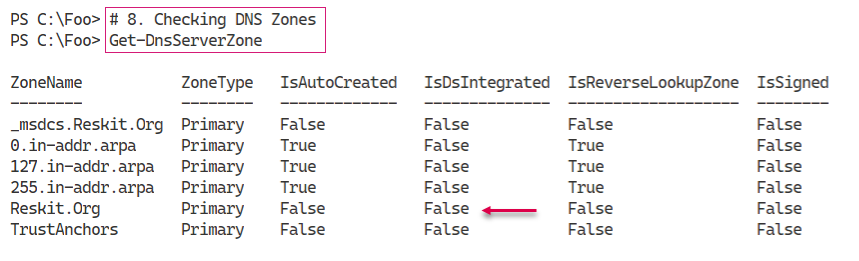 PS C:\Foo> # 8. Checking DNS Zones
PS C:\Foo> Get-DnsServerZone
ZoneName ZoneType IsAutoCreated IsDsIntegrated IsReverseLookupZone IsSigned
-------- -------- ------------- -------------- ------------------- --------
_msdcs.Reskit.Org Primary False False False False
0.in-addr.arpa Primary True False True False
127.in-addr.arpa Primary True False True False
255.in-addr.arpa Primary True False True False
Reskit.Org Primary False False False False
TrustAnchors Primary False False False False